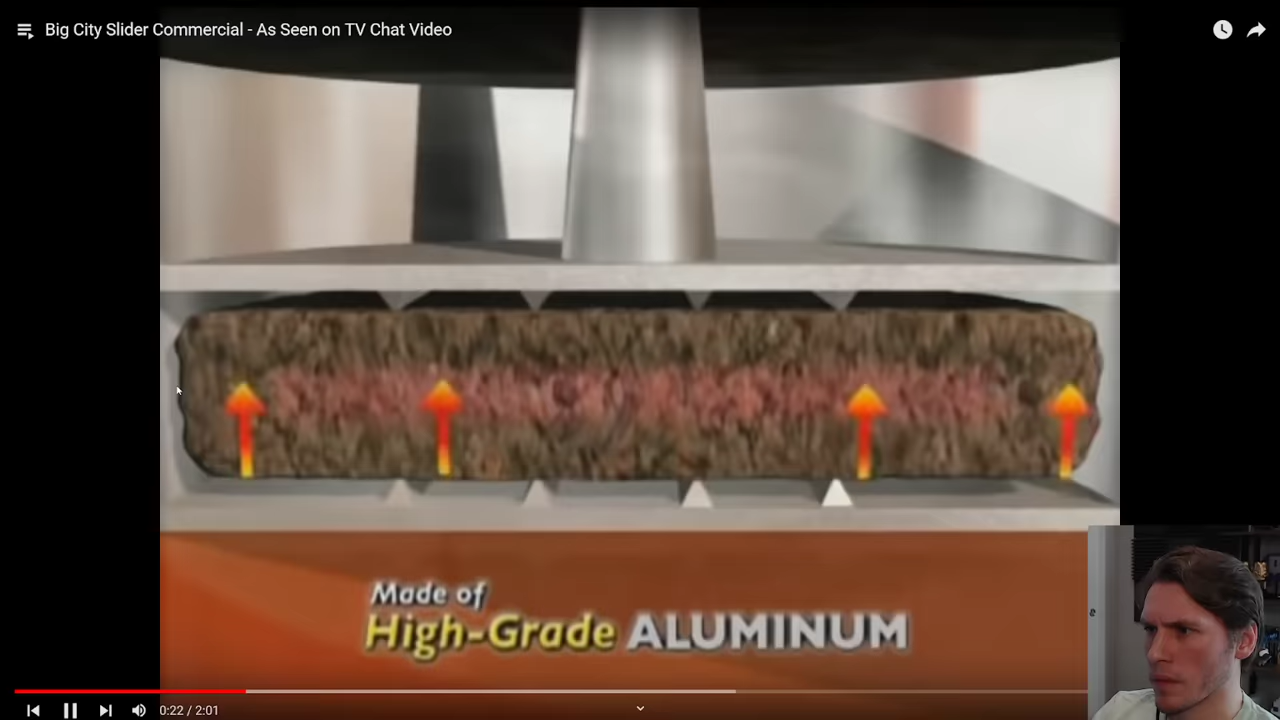 Big City Slider Commercial - As Seen on TV Chat Video
Made of
High-Grade ALUMINUM
0:22 / 2:01